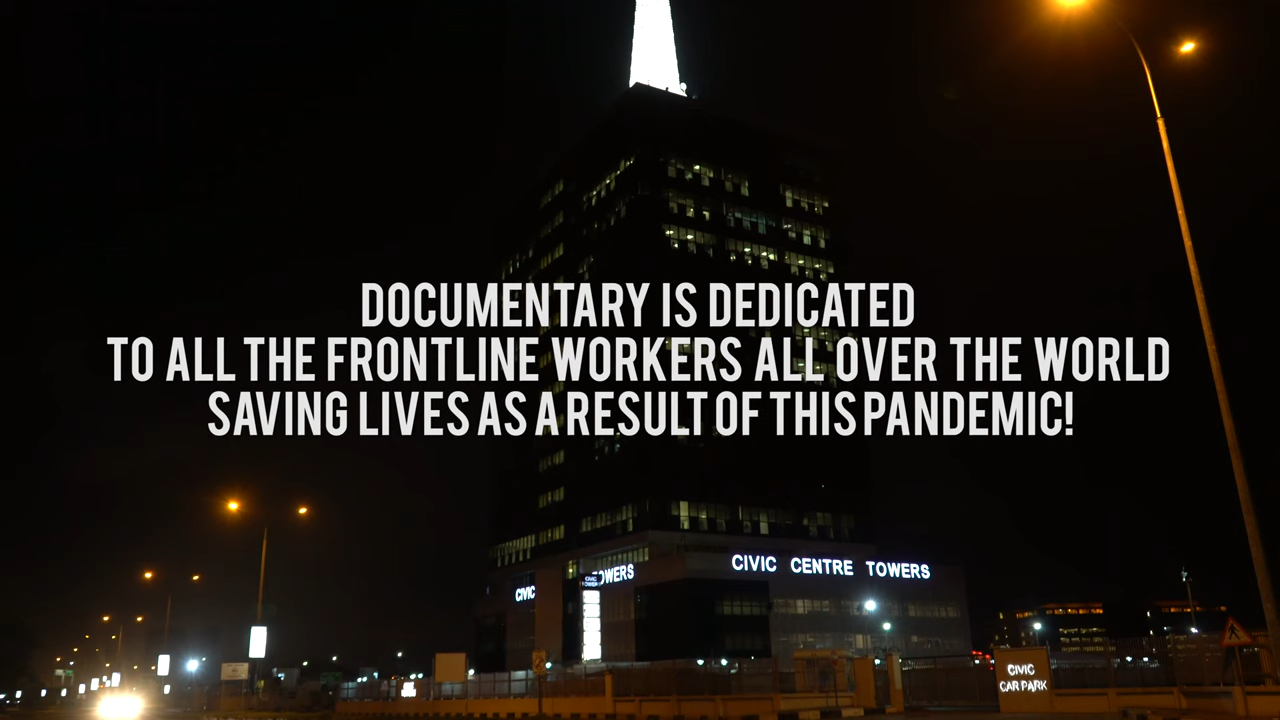 DOCUMENTARY IS DEDICATED
TO ALL THE FRONTLINE WORKERS ALL OVER THE WORLD
SAVING LIVES AS A RESULT OF THIS PANDEMIC!
CIVIC CENTRE TOWERS
CIVIC
TOWERS
CIVIC
CAR PARK